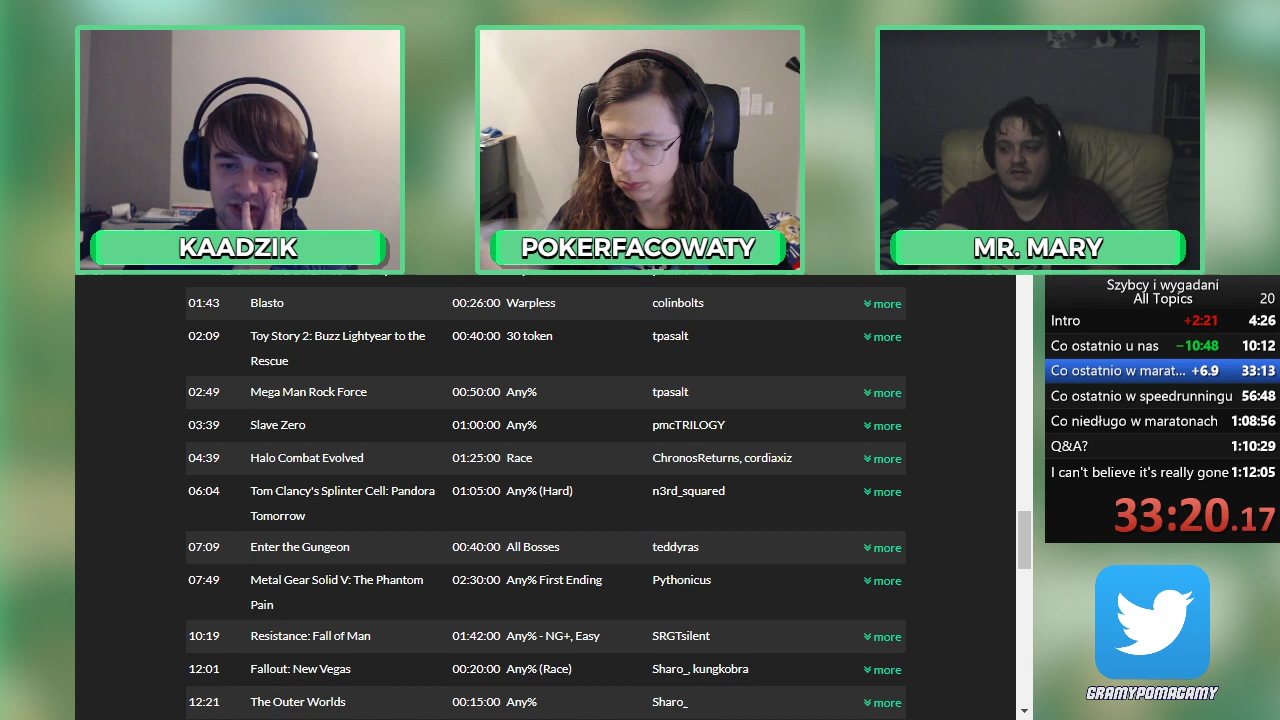 KAADZIK
POKERFACOWATY
MR. MARY
01:43 Blasto 00:26:00 Warpless colinbolts more
02:09 Toy Story 2: Buzz Lightyear to the 00:40:00 30 token tpasalt more
Rescue
02:49 Mega Man Rock Force 00:50:00 Any% tpasalt more
03:39 Slave Zero 01:00:00 Any% pmcTRILOGY more
04:39 Halo Combat Evolved 01:25:00 Race ChronosReturns, cordiaxiz more
06:04 Tom Clancy's Splinter Cell: Pandora 01:05:00 Any% (Hard) n3rd_squared more
Tomorrow
07:09 Enter the Gungeon 00:40:00 All Bosses teddyras more
07:49 Metal Gear Solid V: The Phantom 02:30:00 Any% First Ending Pythonicus more
Pain
10:19 Resistance: Fall of Man 01:42:00 Any% - NG+, Easy SRGTsilent more
12:01 Fallout: New Vegas 00:20:00 Any% (Race) Sharo_, kungkobra more
12:21 The Outer Worlds 00:15:00 Any% Sharo_ more
Szybcy i wygadani
All Topics 20
Intro +2:21 4:26
Co ostatnio u nas −10:48 10:12
Co ostatnio w marat... +6.9 33:13
Co ostatnio w speedrunningu 56:48
Co niedługo w maratonach 1:08:56
Q&A? 1:10:29
I can't believe it's really gone 1:12:05
33:20.17
GRAMYPOMAGAMY